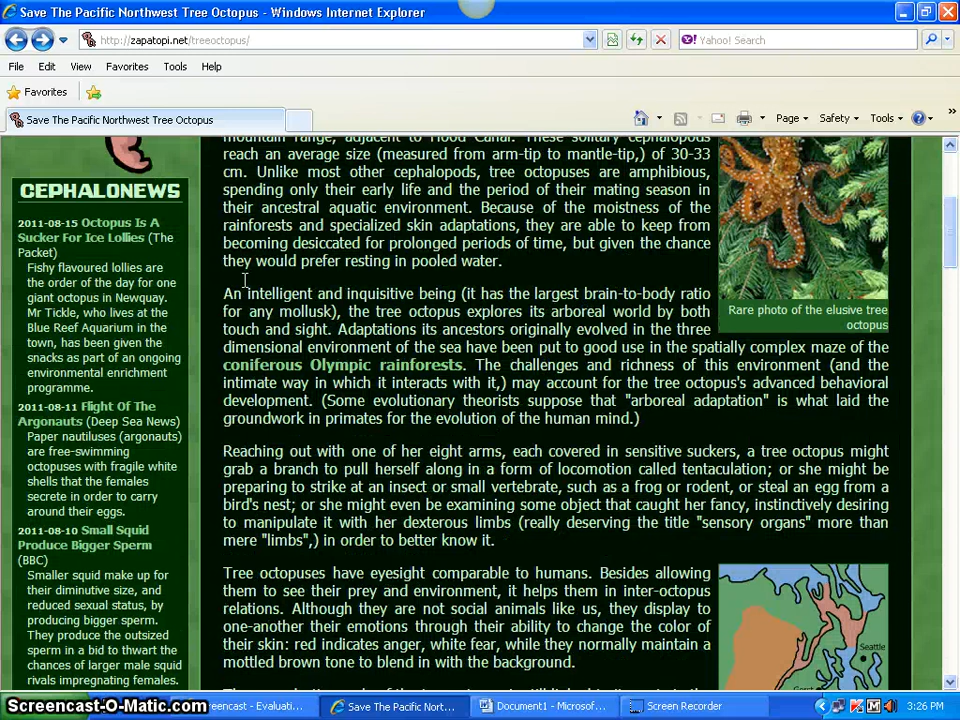 Save The Pacific Northwest Tree Octopus - Windows Internet Explorer
http://zapatopi.net/treeoctopus/
Yahoo! Search
File Edit View Favorites Tools Help
Favorites
Save The Pacific Northwest Tree Octopus
Page Safety Tools
CEPHALONEWS
2011-08-15 Octopus Is A
Sucker For Ice Lollies (The
Packet)
Fishy flavoured lollies are
the order of the day for one
giant octopus in Newquay.
Mr Tickle, who lives at the
Blue Reef Aquarium in the
town, has been given the
snacks as part of an ongoing
environmental enrichment
programme.
2011-08-11 Flight Of The
Argonauts (Deep Sea News)
Paper nautiluses (argonauts)
are free-swimming
octopuses with fragile white
shells that the females
secrete in order to carry
around their eggs.
2011-08-10 Small Squid
Produce Bigger Sperm
(BBC)
Smaller squid make up for
their diminutive size, and
reduced sexual status, by
producing bigger sperm.
They produce the outsized
sperm in a bid to thwart the
chances of larger male squid
rivals impregnating females.
mountain range, adjacent to Hood Canal. These solitary cephalopods
reach an average size (measured from arm-tip to mantle-tip,) of 30-33
cm. Unlike most other cephalopods, tree octopuses are amphibious,
spending only their early life and the period of their mating season in
their ancestral aquatic environment. Because of the moistness of the
rainforests and specialized skin adaptations, they are able to keep from
becoming desiccated for prolonged periods of time, but given the chance
they would prefer resting in pooled water.
Rare photo of the elusive tree
octopus
An intelligent and inquisitive being (it has the largest brain-to-body ratio
for any mollusk), the tree octopus explores its arboreal world by both
touch and sight. Adaptations its ancestors originally evolved in the three
dimensional environment of the sea have been put to good use in the spatially complex maze of the
coniferous Olympic rainforests. The challenges and richness of this environment (and the
intimate way in which it interacts with it,) may account for the tree octopus's advanced behavioral
development. (Some evolutionary theorists suppose that "arboreal adaptation" is what laid the
groundwork in primates for the evolution of the human mind.)
Reaching out with one of her eight arms, each covered in sensitive suckers, a tree octopus might
grab a branch to pull herself along in a form of locomotion called tentaculation; or she might be
preparing to strike at an insect or small vertebrate, such as a frog or rodent, or steal an egg from a
bird's nest; or she might even be examining some object that caught her fancy, instinctively desiring
to manipulate it with her dexterous limbs (really deserving the title "sensory organs" more than
mere "limbs",) in order to better know it.
Tree octopuses have eyesight comparable to humans. Besides allowing
them to see their prey and environment, it helps them in inter-octopus
relations. Although they are not social animals like us, they display to
one-another their emotions through their ability to change the color of
their skin: red indicates anger, white fear, while they normally maintain a
mottled brown tone to blend in with the background.
Seattle
Screencast-O-Matic.com
creencast - Evaluati...
Save The Pacific Nort...
Document1 - Microsof...
Screen Recorder
3:26 PM